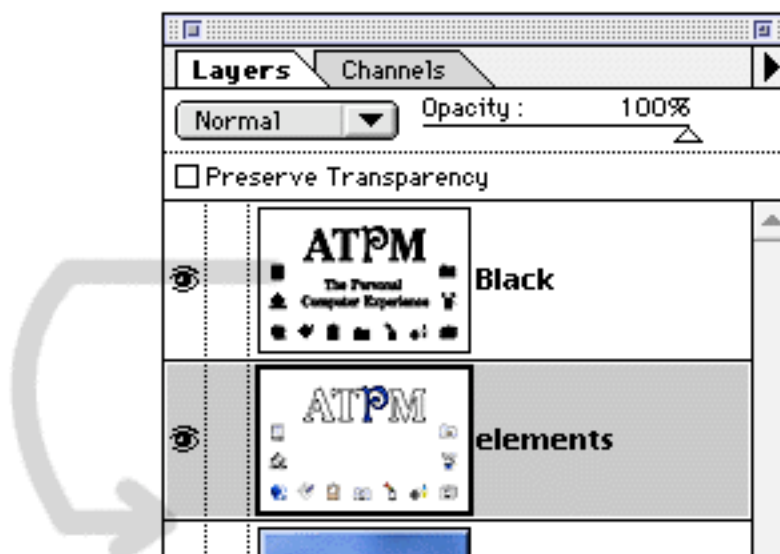 Layers Channels
Normal Opacity : 100%
Preserve Transparency
ATPM
The Personal
Computer Experience
Black
ATPM
elements